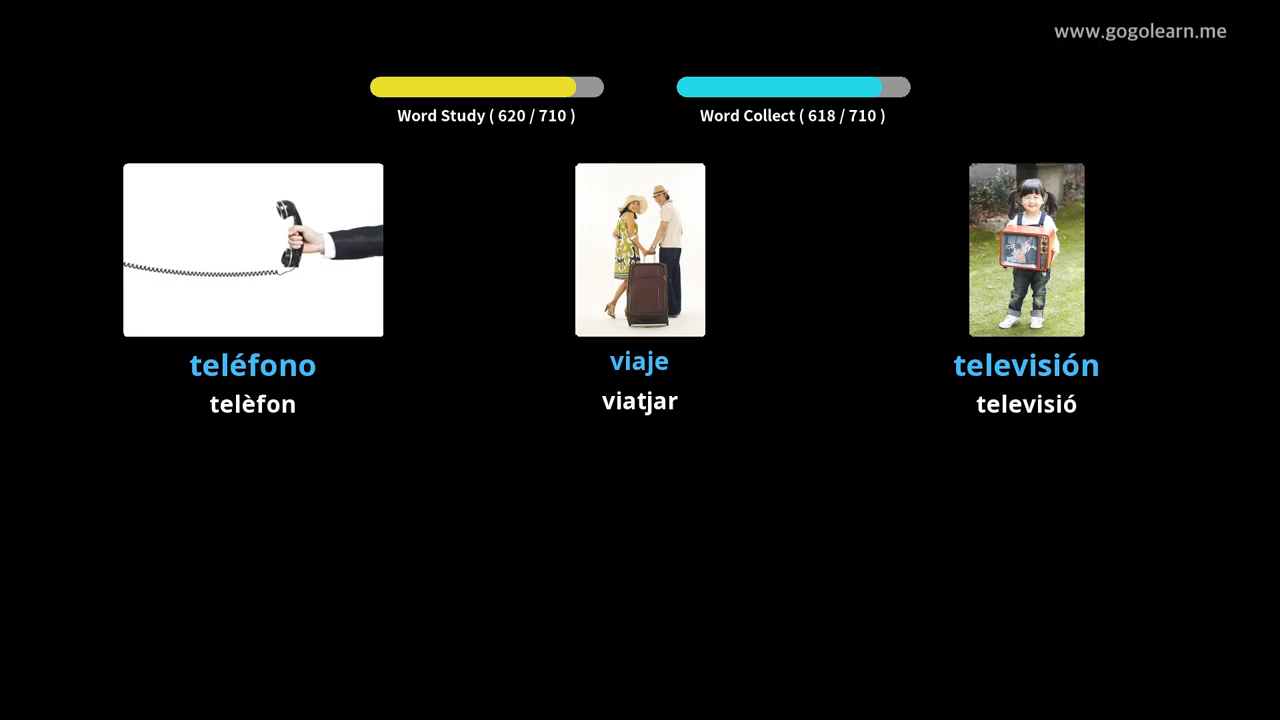 www.gogolearn.me
Word Study ( 620 / 710 )
Word Collect ( 618 / 710 )
teléfono
telèfon
viaje
viatjar
televisión
televisió